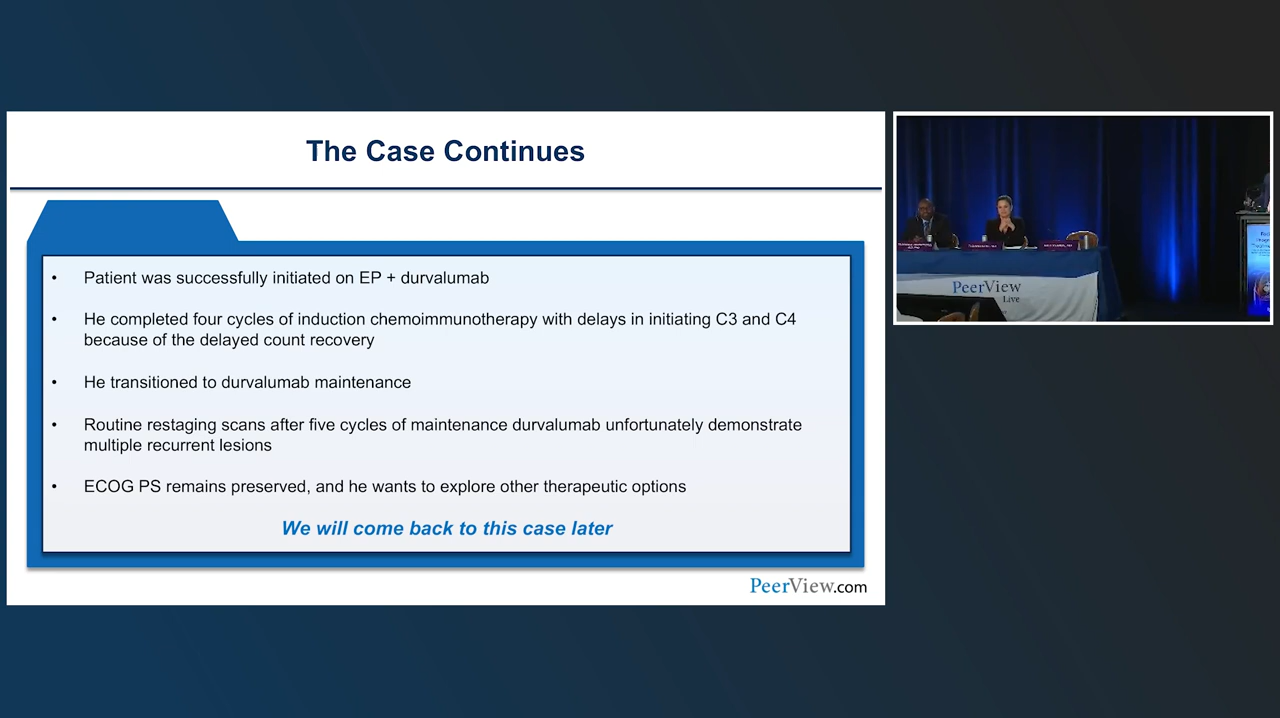 The Case Continues
• Patient was successfully initiated on EP + durvalumab
• He completed four cycles of induction chemoimmunotherapy with delays in initiating C3 and C4
because of the delayed count recovery
• He transitioned to durvalumab maintenance
• Routine restaging scans after five cycles of maintenance durvalumab unfortunately demonstrate
multiple recurrent lesions
• ECOG PS remains preserved, and he wants to explore other therapeutic options
We will come back to this case later
PeerView.com
PeerView
Live